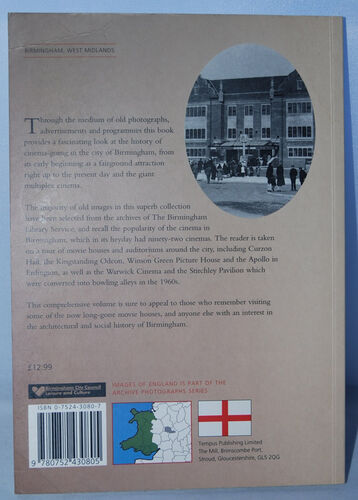 BIRMINGHAM, WEST MIDLANDS
Through the medium of old photographs,
advertisements and programmes this book
provides a fascinating look at the history of
cinema-going in the city of Birmingham, from
its early beginning as a fairground attraction
right up to the present day and the giant
multiplex cinema.
The majority of old images in this superb collection
have been selected from the archives of The Birmingham
Library Service, and recall the popularity of the cinema in
Birmingham, which in its heyday had ninety-two cinemas. The reader is taken
on a tour of movie houses and auditoriums around the city, including Curzon
Hall, the Kingstanding Odeon, Winson Green Picture House and the Apollo in
Erdington, as well as the Warwick Cinema and the Stirchley Pavilion which
were converted into bowling alleys in the 1960s.
This comprehensive volume is sure to appeal to those who remember visiting
some of the now long-gone movie houses, and anyone else with an interest in
the architectural and social history of Birmingham.
£12.99
Birmingham City Council
Leisure and Culture
IMAGES OF ENGLAND IS PART OF THE
ARCHIVE PHOTOGRAPHS SERIES
ISBN 0-7524-3080-7
9 780752 430805
Tempus Publishing Limited
The Mill, Brimscombe Port,
Stroud, Gloucestershire, GL5 2QG